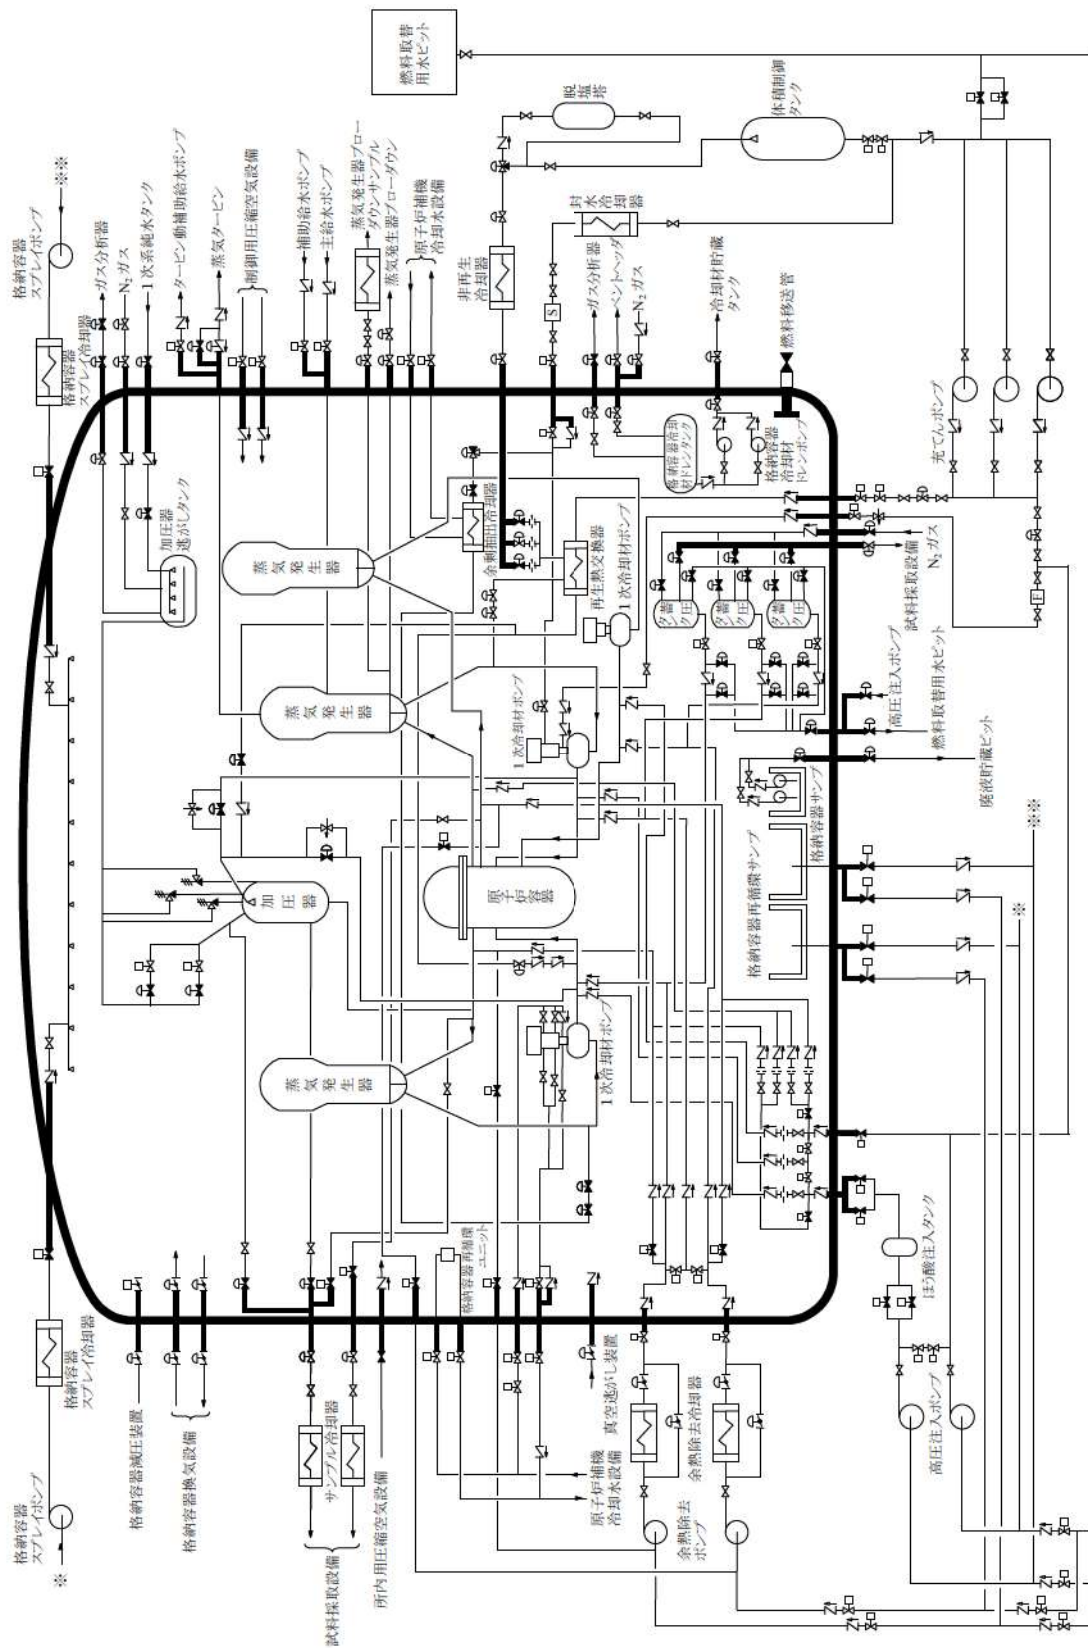 格納容器
スプレイポンプ
※※
格納容器
スプレイ冷却器
ガス分析器
N₂ガス
1次系純水タンク
タービン動補助給水ポンプ
蒸気タービン
制御用圧縮空気設備
補助給水ポンプ
主給水ポンプ
蒸気発生器ブロー
ダウンサンプル
蒸気発生器ブローダウン
原子炉補機
冷却水設備
非再生
冷却器
封水冷却器
S
ガス分析器
ベントヘッダ
N₂ガス
冷却材貯蔵
タンク
燃料移送管
燃料取替
用水ピット
脱塩塔
体積制御
タンク
加圧器
逃がしタンク
蒸気発生器
余剰抽出冷却器
再生熱交換器
1次冷却材ポンプ
格納容器冷却
材ドレンタンク
格納容器
冷却材
ドレンポンプ
充てんポンプ
蒸気発生器
1次冷却材ポンプ
蓄圧
タンク
蓄圧
タンク
蓄圧
タンク
N₂ガス
試料採取設備
F
高圧注入ポンプ
燃料取替用水ピット
廃液貯蔵ピット
加圧器
原子炉容器
格納容器サンプ
格納容器再循環サンプ
※※
※
蒸気発生器
1次冷却材ポンプ
格納容器再循環
ユニット
格納容器
スプレイ冷却器
格納容器
スプレイポンプ
※
格納容器減圧装置
格納容器換気設備
サンプル冷却器
試料採取設備
所内用圧縮空気設備
原子炉補機
冷却水設備
真空逃がし装置
余熱除去冷却器
余熱除去
ポンプ
ほう酸注入タンク
高圧注入ポンプ